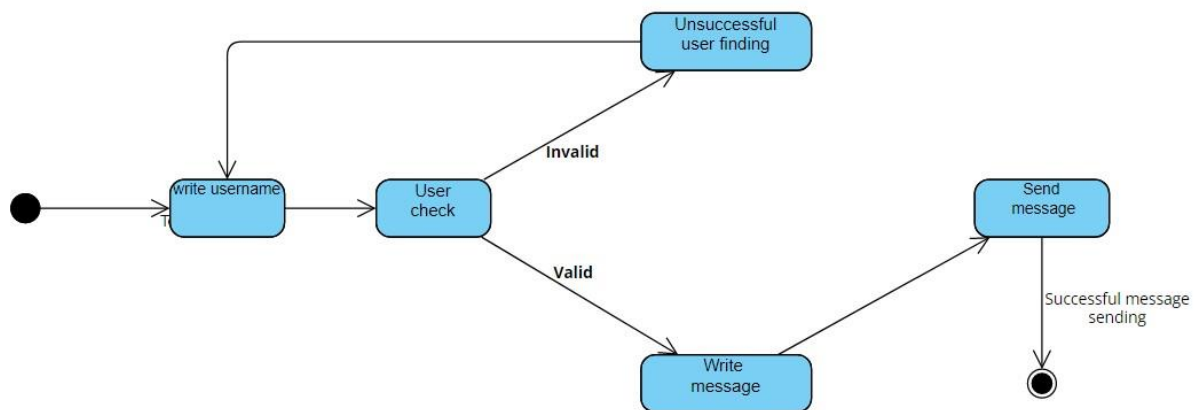 Unsuccessful
user finding
Invalid
write username
User
check
Send
message
Valid
Successful message
sending
Write
message